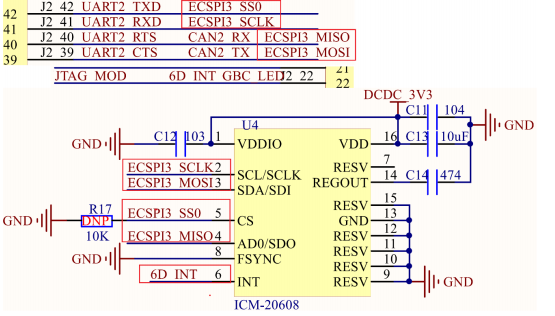 42 J2 42 UART2 TXD ECSPI3 SS0
41 J2 41 UART2 RXD ECSPI3 SCLK
40 J2 40 UART2 RTS CAN2 RX ECSPI3 MISO
39 J2 39 UART2 CTS CAN2 TX ECSPI3 MOSI
21
JTAG MOD 6D INT GBC LED J2 22 22
DCDC 3V3
U4 C11 104
GND C12 103 1 VDDIO VDD 16 C13 10uF GND
RESV 7
ECSPI3 SCLK 2 SCL/SCLK REGOUT 14 C14 474
ECSPI3 MOSI 3 SDA/SDI
R17 RESV 15
GND DNP ECSPI3 SS0 5 CS GND 13
10K RESV 12
ECSPI3 MISO 4 AD0/SDO RESV 11
GND 8 FSYNC RESV 10
6D INT 6 INT RESV 9 GND
ICM-20608